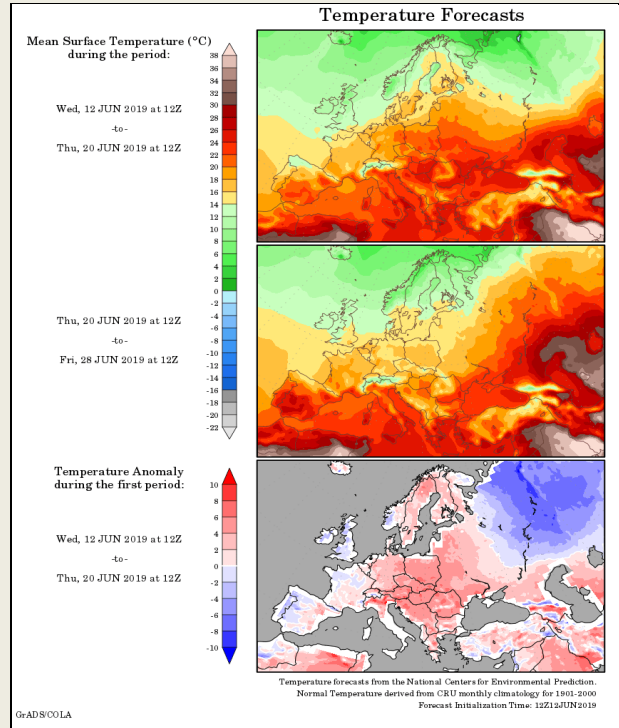 Temperature Forecasts
Mean Surface Temperature (°C)
during the period:
Wed, 12 JUN 2019 at 12Z
-to-
Thu, 20 JUN 2019 at 12Z
38
36
34
32
31
30
28
26
24
22
20
18
16
14
12
10
8
6
4
2
0
-2
-4
-6
-8
-10
-12
-14
-15
-16
-18
-20
-22
Thu, 20 JUN 2019 at 12Z
-to-
Fri, 28 JUN 2019 at 12Z
Temperature Anomaly
during the first period:
Wed, 12 JUN 2019 at 12Z
-to-
Thu, 20 JUN 2019 at 12Z
10
8
6
4
2
0
-2
-4
-6
-8
-10
Temperature forecasts from the National Centers for Environmental Prediction.
Normal Temperature derived from CRU monthly climatology for 1901-2000
Forecast Initialization Time: 12Z12JUN2019
GrADS/COLA